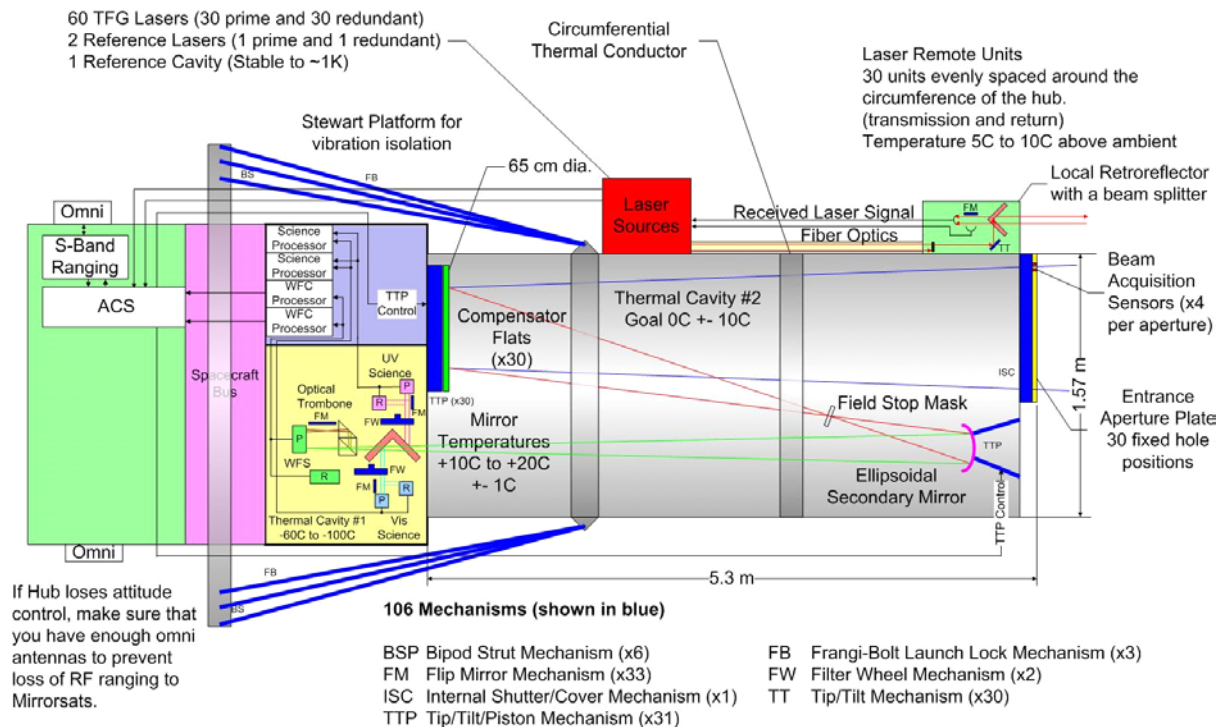 60 TFG Lasers (30 prime and 30 redundant)
2 Reference Lasers (1 prime and 1 redundant)
1 Reference Cavity (Stable to ~1K)
Circumferential
Thermal Conductor
Laser Remote Units
30 units evenly spaced around the
circumference of the hub.
(transmission and return)
Temperature 5C to 10C above ambient
Stewart Platform for
vibration isolation
65 cm dia.
Local Retroreflector
with a beam splitter
BS
FB
Laser
Sources
Received Laser Signal
Fiber Optics
FM
TT
Omni
S-Band
Ranging
ACS
Science
Processor
Science
Processor
WFC
Processor
WFC
Processor
TTP
Control
Compensator
Flats
(x30)
Thermal Cavity #2
Goal 0C +- 10C
Beam
Acquisition
Sensors (x4
per aperture)
ISC
1.57 m
Spacecraft
Bus
UV
Science
Optical
Trombone
FM
P
R
FM
FW
P
WFS
R
FW
FM
P
R
Thermal Cavity #1
-60C to -100C
Vis
Science
TTP (x30)
Mirror
Temperatures
+10C to +20C
+- 1C
Field Stop Mask
TTP
Ellipsoidal
Secondary Mirror
TTP Control
Entrance
Aperture Plate
30 fixed hole
positions
Omni
FB
BS
5.3 m
If Hub loses attitude
control, make sure that
you have enough omni
antennas to prevent
loss of RF ranging to
Mirrorsats.
106 Mechanisms (shown in blue)
BSP Bipod Strut Mechanism (x6)
FM Flip Mirror Mechanism (x33)
ISC Internal Shutter/Cover Mechanism (x1)
TTP Tip/Tilt/Piston Mechanism (x31)
FB Frangi-Bolt Launch Lock Mechanism (x3)
FW Filter Wheel Mechanism (x2)
TT Tip/Tilt Mechanism (x30)